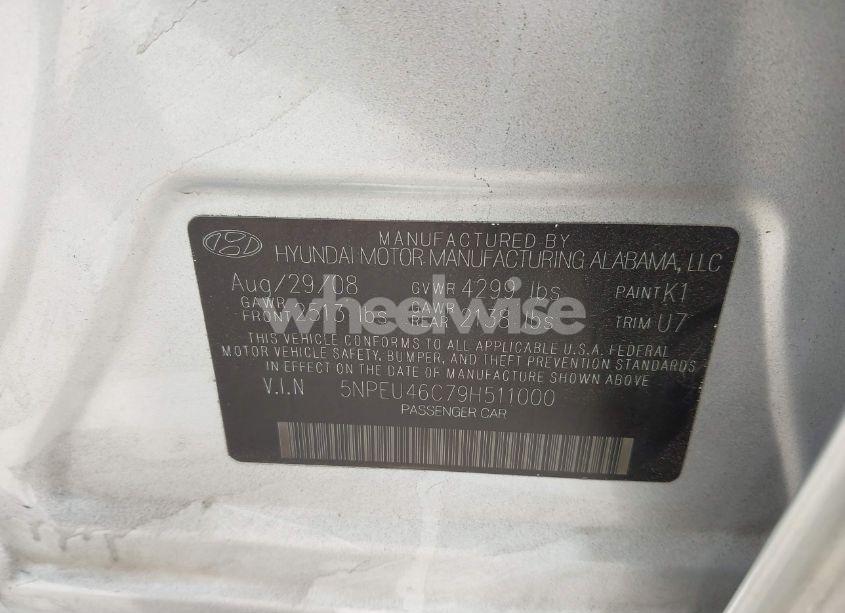 MANUFACTURED BY
HYUNDAI MOTOR MANUFACTURING ALABAMA, LLC
Aug/29/08 GVWR 4299 lbs PAINT K1
GAWR FRONT 2513 lbs GAWR REAR 2138 lbs TRIM U7
THIS VEHICLE CONFORMS TO ALL APPLICABLE U.S.A. FEDERAL
MOTOR VEHICLE SAFETY, BUMPER, AND THEFT PREVENTION STANDARDS
IN EFFECT ON THE DATE OF MANUFACTURE SHOWN ABOVE
V.I.N 5NPEU46C79H511000
PASSENGER CAR
wheelwise